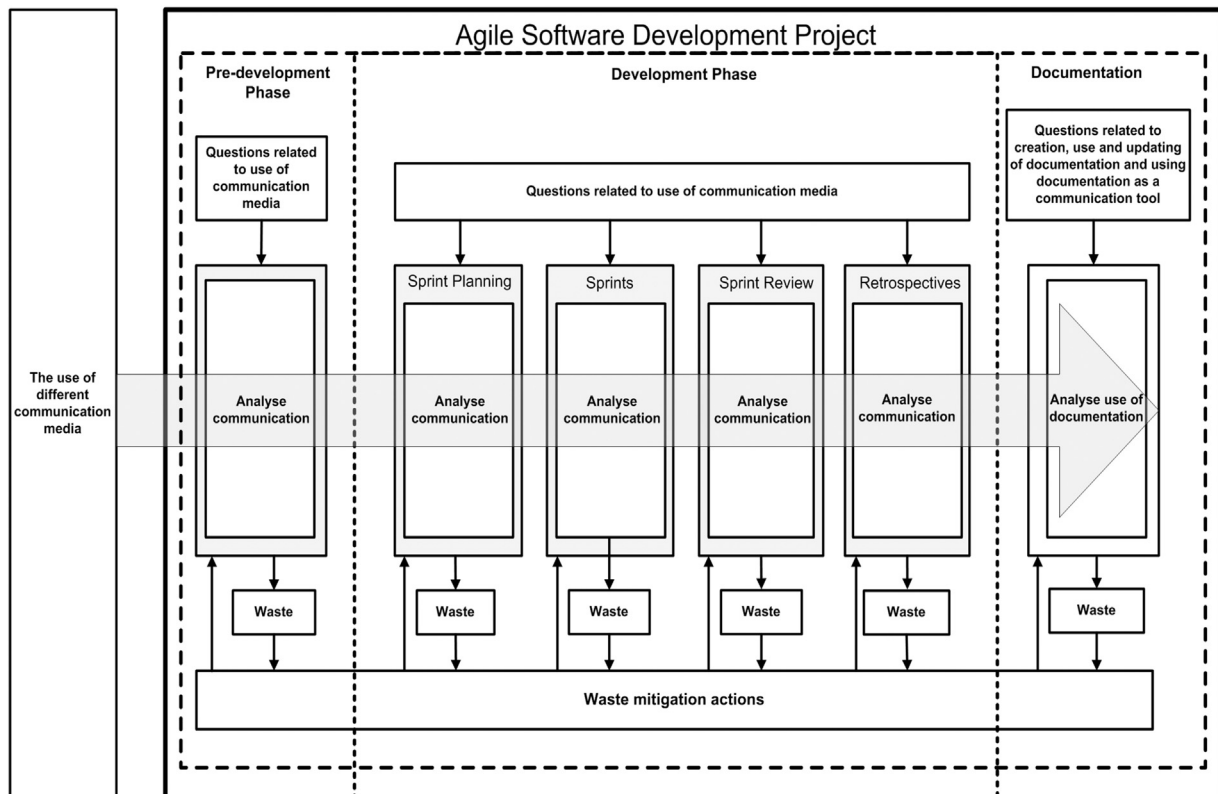 Agile Software Development Project
Pre-development
Phase
Development Phase
Documentation
Questions related
to use of
communication
media
Questions related to use of communication media
Questions related to
creation, use and updating
of documentation and using
documentation as a
communication tool
Sprint Planning
Sprints
Sprint Review
Retrospectives
The use of
different
communication
media
Analyse
communication
Analyse
communication
Analyse
communication
Analyse
communication
Analyse
communication
Analyse use of
documentation
Waste
Waste
Waste
Waste
Waste
Waste
Waste mitigation actions